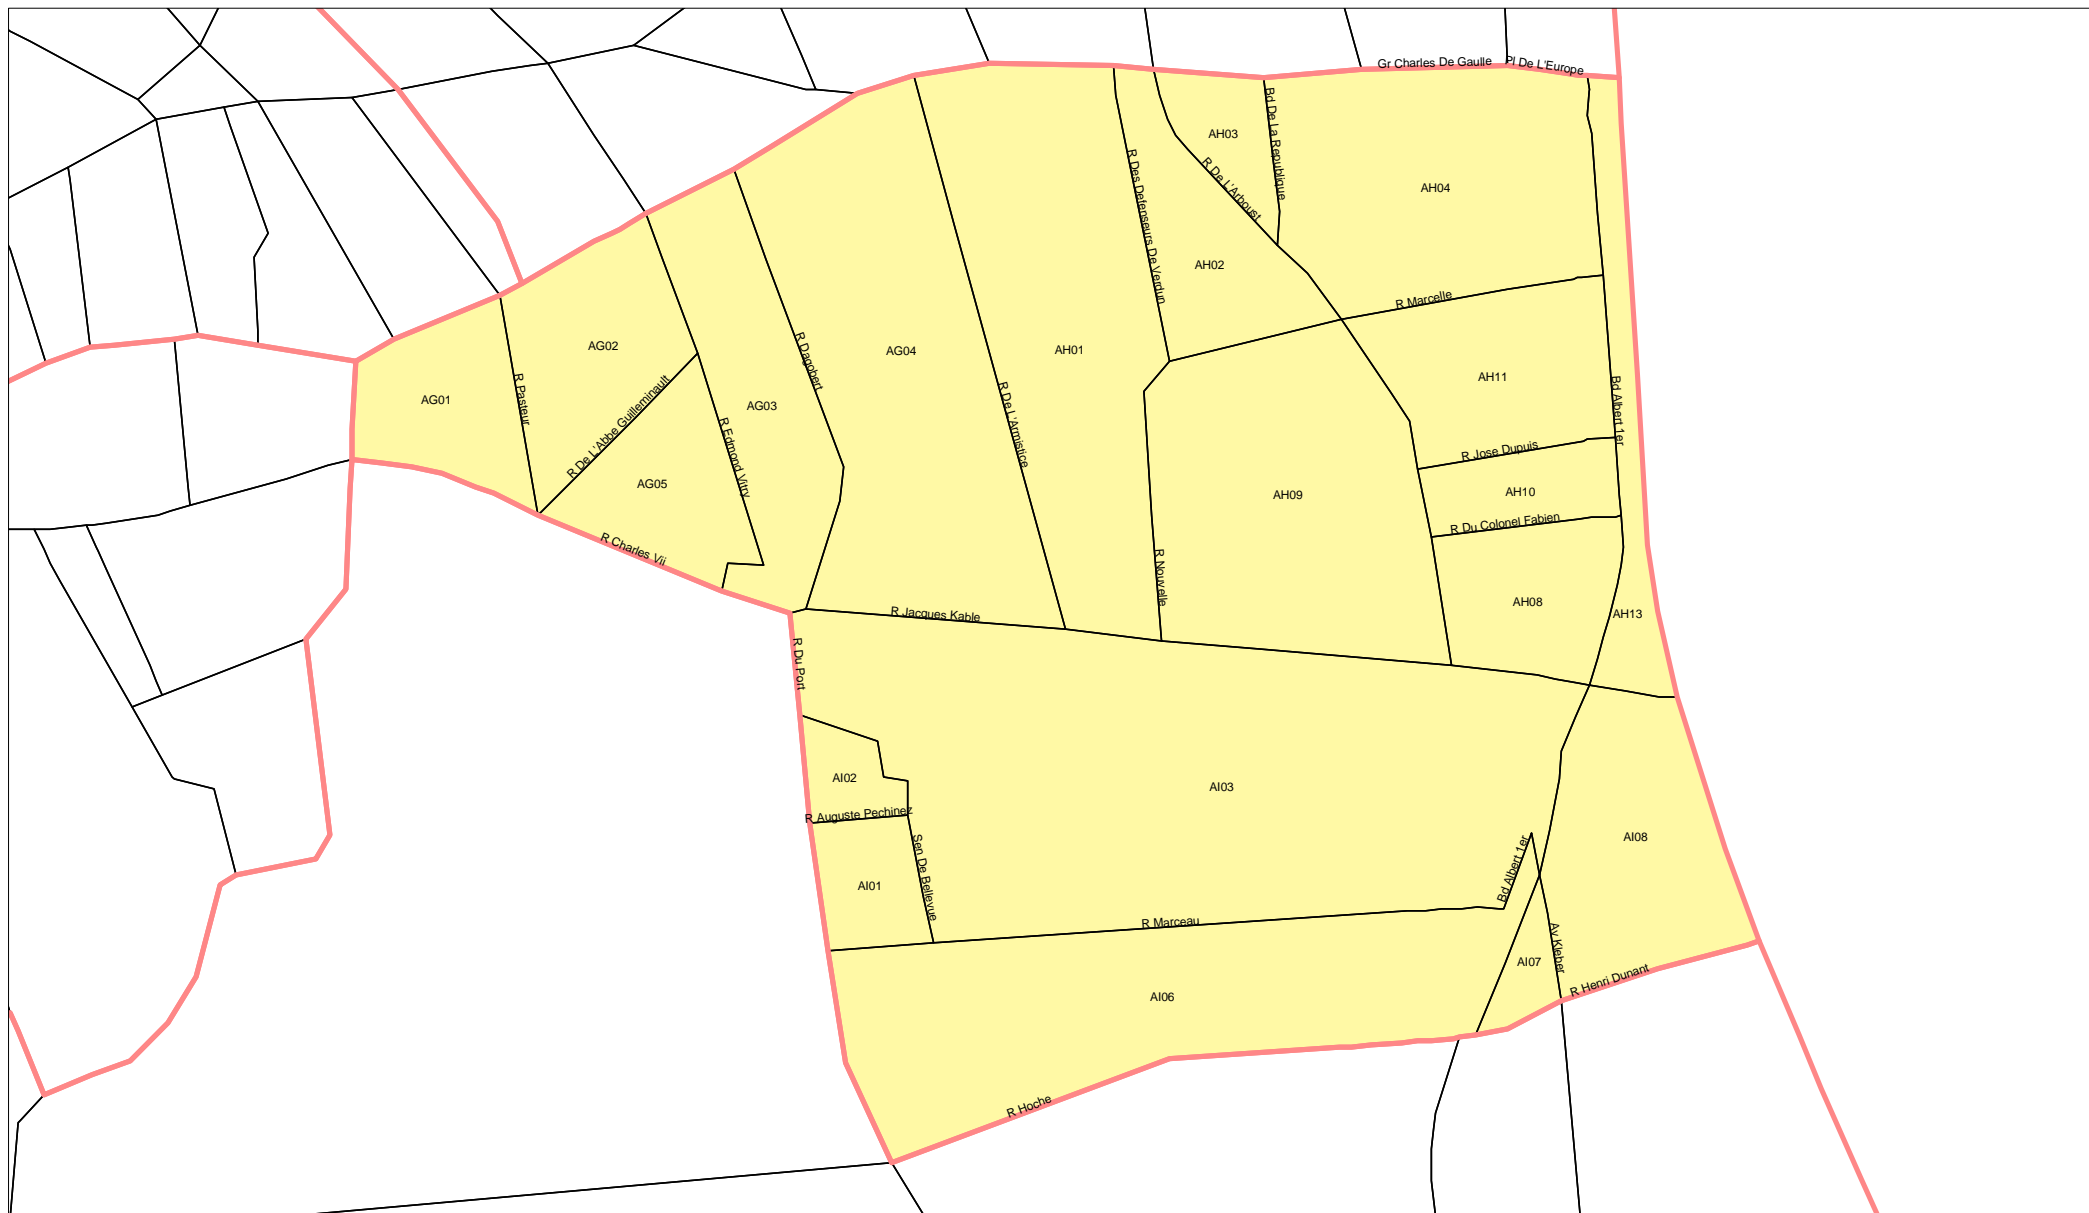 Gr Charles De Gaulle
Pl De L'Europe
Bd De La Republique
AH03
R De L'Arboust
R Des Defenseurs De Verdun
AH04
AH02
R Marcelle
AG02
R Dagobert
AG04
AH01
R Pasteur
AG01
R De L'Abbe Guilleminault
AG03
R De L'Armistice
AH11
Bd Albert 1er
R Edmond Vitry
R Jose Dupuis
AG05
AH09
AH10
R Du Colonel Fabien
R Charles Vii
R Nouvelle
AH08
AH13
R Jacques Kable
R Du Port
AI02
AI03
R Auguste Pechinez
AI08
Sen De Bellevue
Bd Albert 1er
AI01
R Marceau
Av Kleber
AI07
R Henri Dunant
AI06
R Hoche